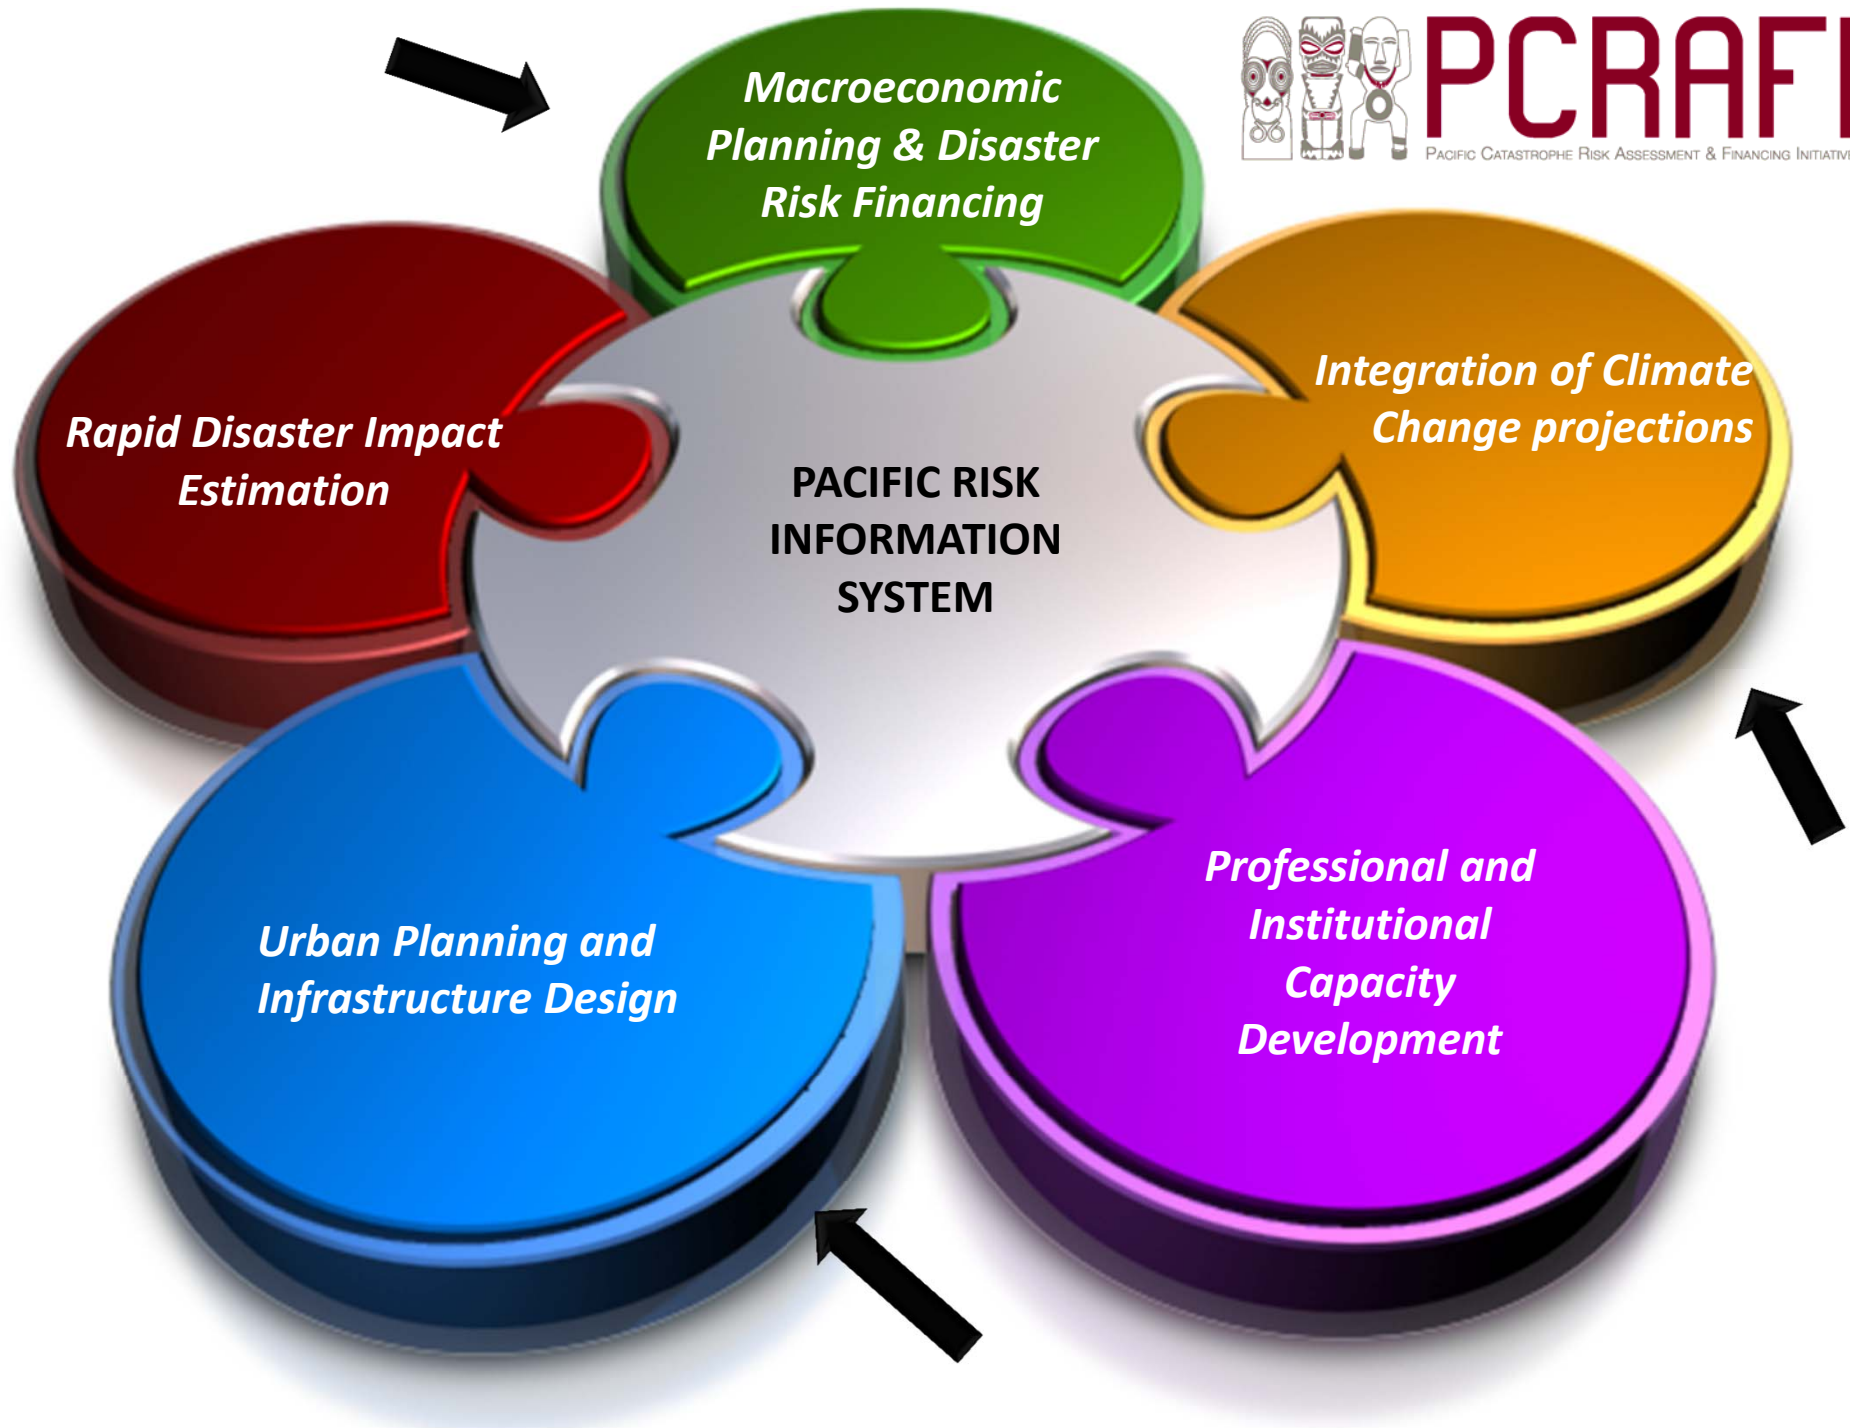 PCRAFI
PACIFIC CATASTROPHE RISK ASSESSMENT & FINANCING INITIATIVE
Macroeconomic
Planning & Disaster
Risk Financing
Rapid Disaster Impact
Estimation
Integration of Climate
Change projections
PACIFIC RISK
INFORMATION
SYSTEM
Urban Planning and
Infrastructure Design
Professional and
Institutional
Capacity
Development